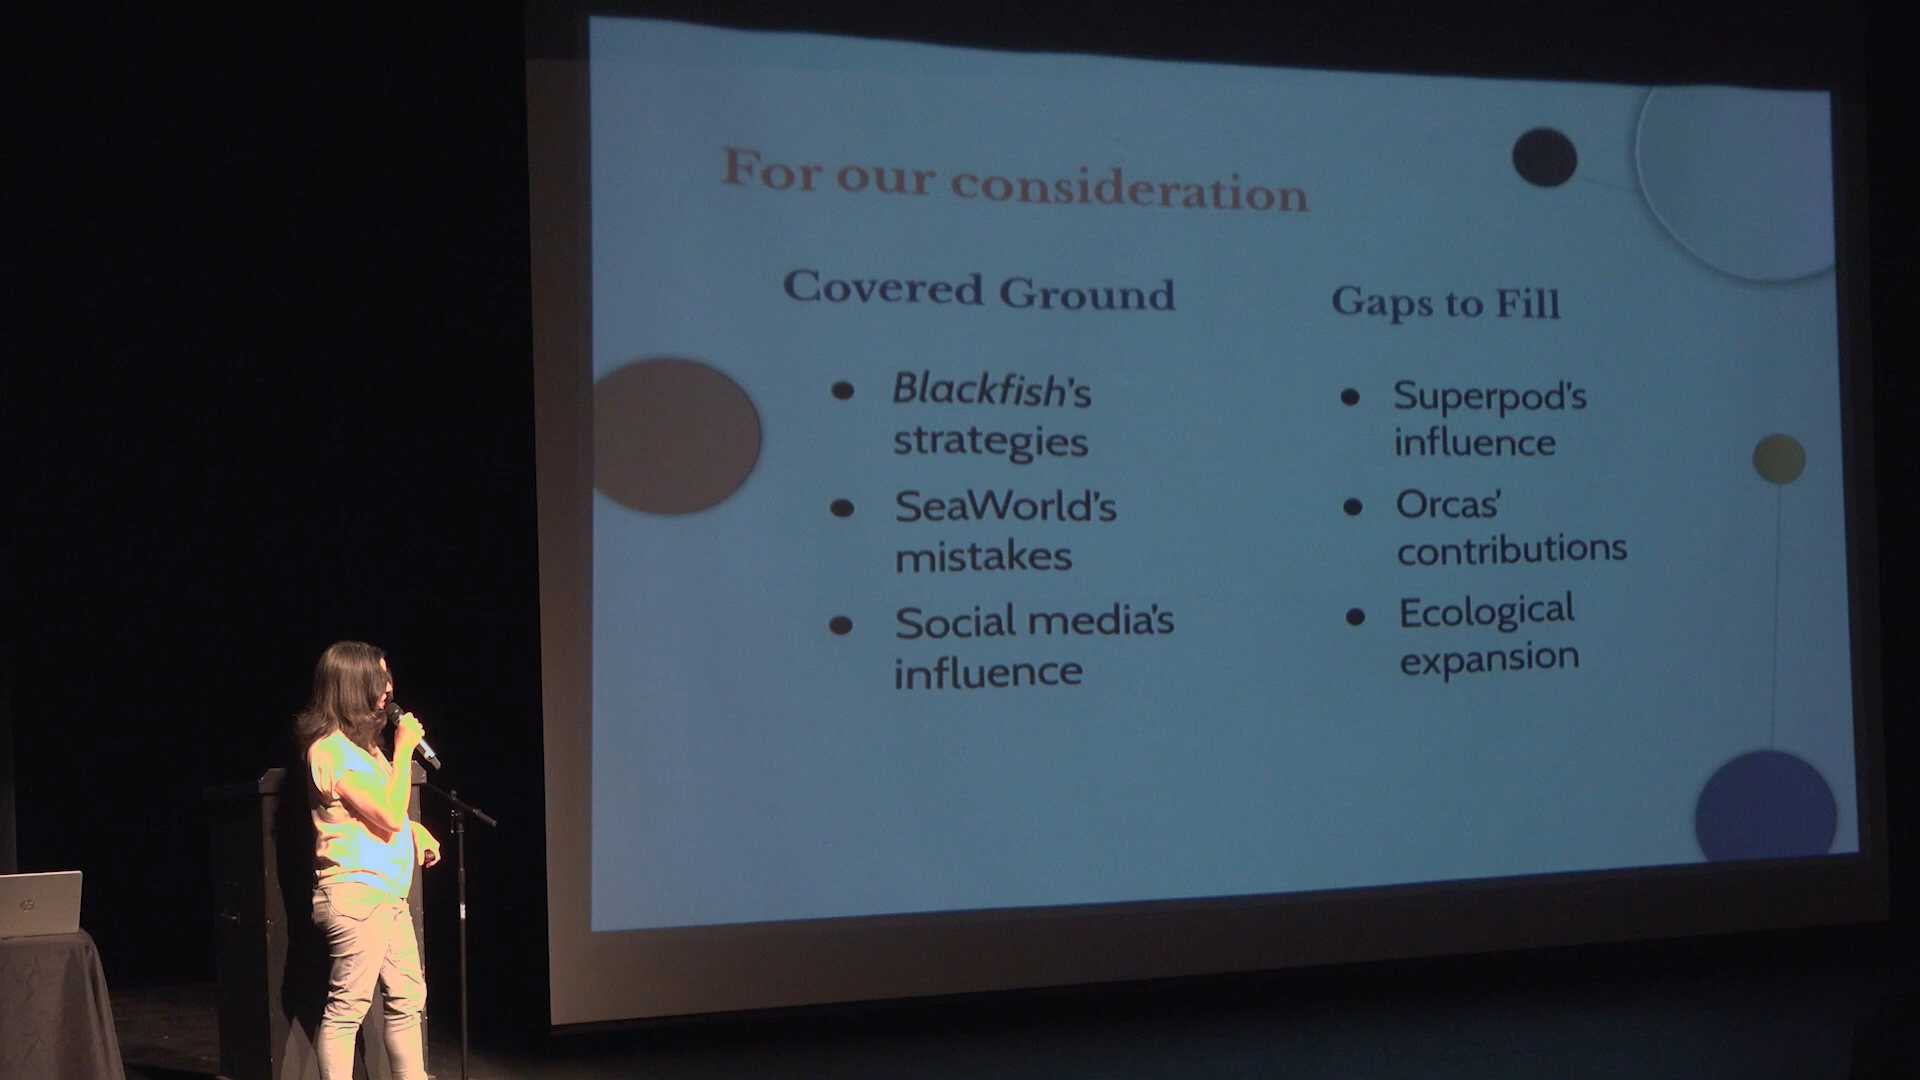 For our consideration
Covered Ground
Blackfish's
strategies
SeaWorld's
mistakes
Social media's
influence
Gaps to Fill
Superpod's
influence
Orcas'
contributions
Ecological
expansion